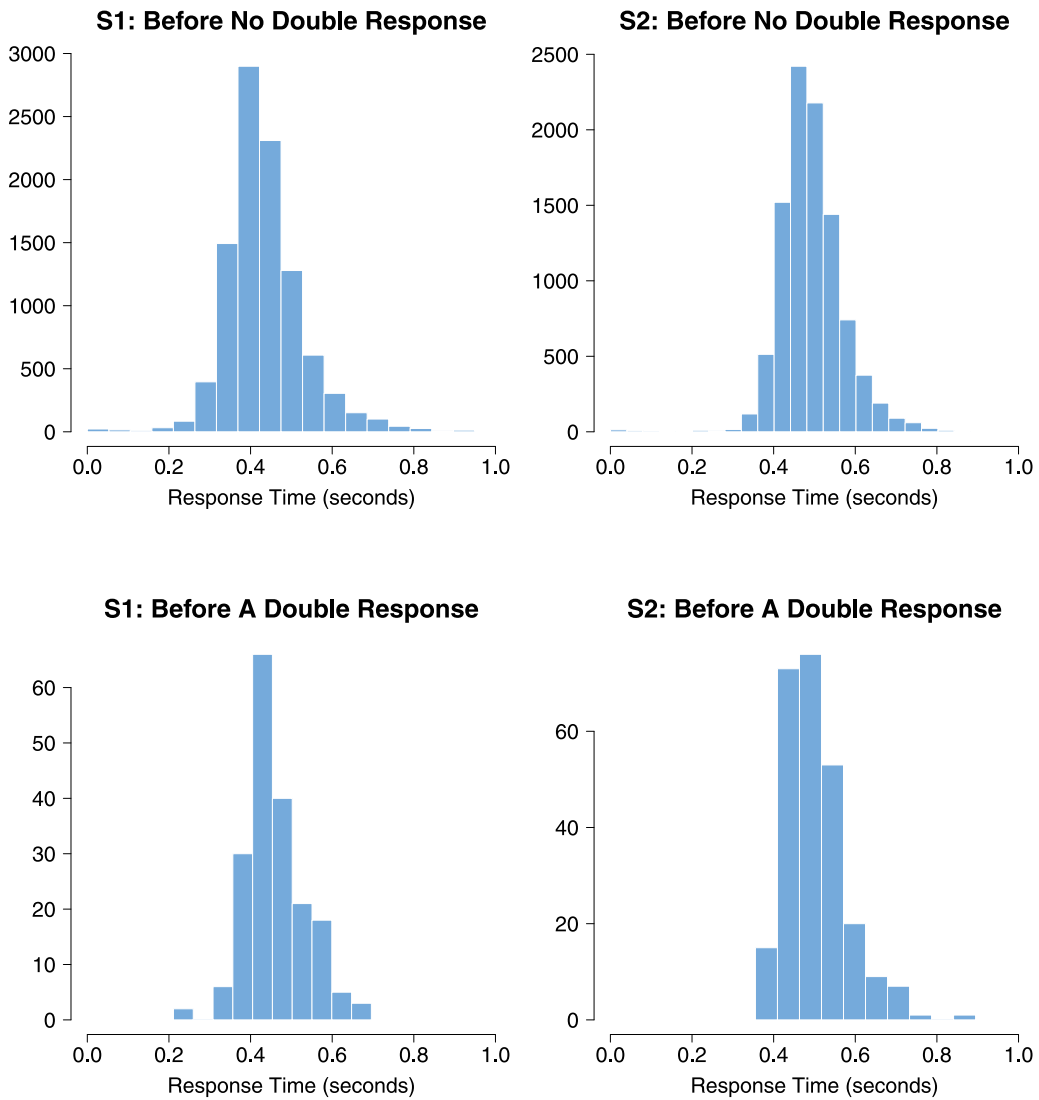 S1: Before No Double Response
3000
2500
2000
1500
1000
500
0
0.0 0.2 0.4 0.6 0.8 1.0
Response Time (seconds)
S2: Before No Double Response
2500
2000
1500
1000
500
0
0.0 0.2 0.4 0.6 0.8 1.0
Response Time (seconds)
S1: Before A Double Response
60
50
40
30
20
10
0
0.0 0.2 0.4 0.6 0.8 1.0
Response Time (seconds)
S2: Before A Double Response
60
40
20
0
0.0 0.2 0.4 0.6 0.8 1.0
Response Time (seconds)